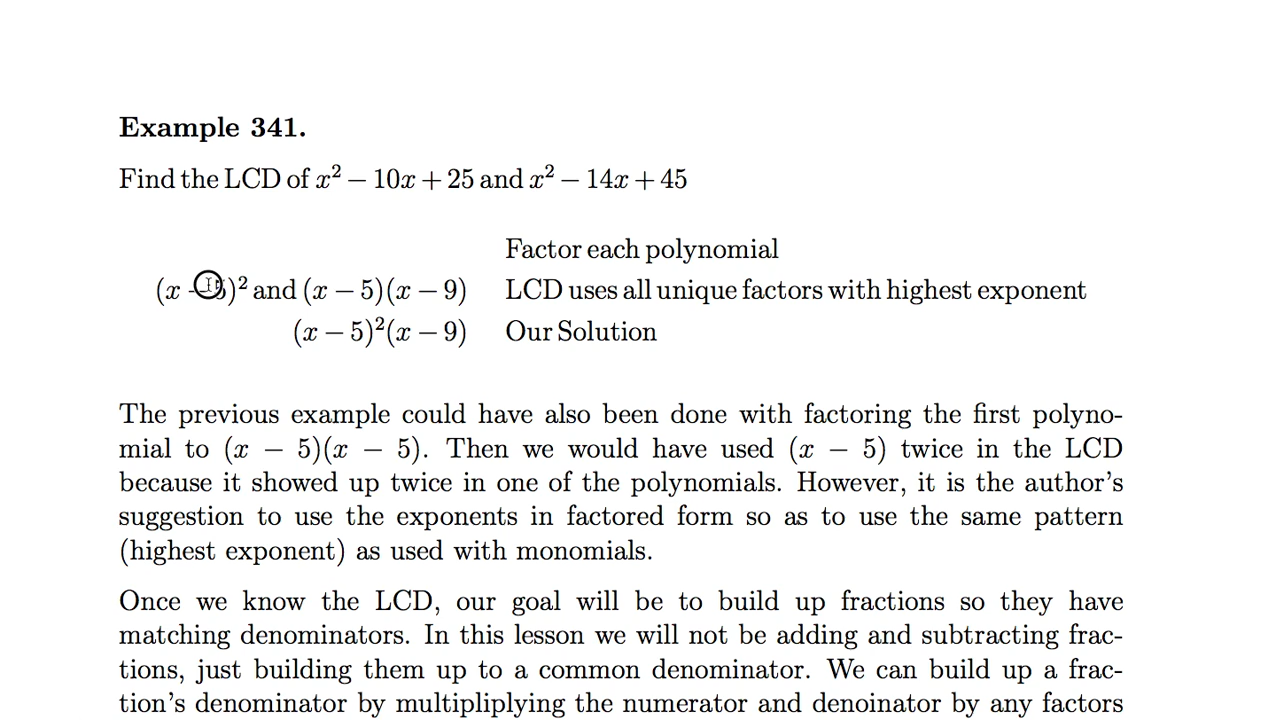 Example 341.
Find the LCD of x² − 10x + 25 and x² − 14x + 45
Factor each polynomial
(x − 5)² and (x − 5)(x − 9) LCD uses all unique factors with highest exponent
(x − 5)²(x − 9) Our Solution
The previous example could have also been done with factoring the first polyno-
mial to (x − 5)(x − 5). Then we would have used (x − 5) twice in the LCD
because it showed up twice in one of the polynomials. However, it is the author's
suggestion to use the exponents in factored form so as to use the same pattern
(highest exponent) as used with monomials.
Once we know the LCD, our goal will be to build up fractions so they have
matching denominators. In this lesson we will not be adding and subtracting frac-
tions, just building them up to a common denominator. We can build up a frac-
tion's denominator by multipliplying the numerator and denoinator by any factors